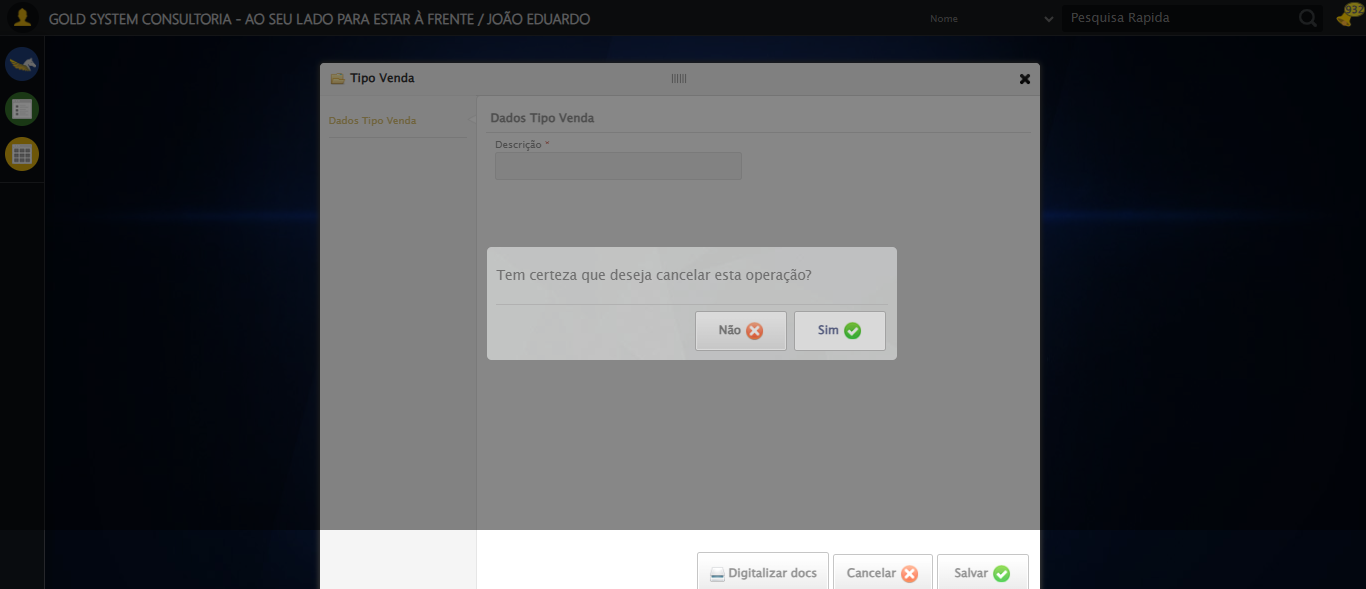 GOLD SYSTEM CONSULTORIA - AO SEU LADO PARA ESTAR À FRENTE / JOÃO EDUARDO
Nome
Pesquisa Rapida
932
Tipo Venda
Dados Tipo Venda
Dados Tipo Venda
Descrição *
Tem certeza que deseja cancelar esta operação?
Não
Sim
Digitalizar docs
Cancelar
Salvar